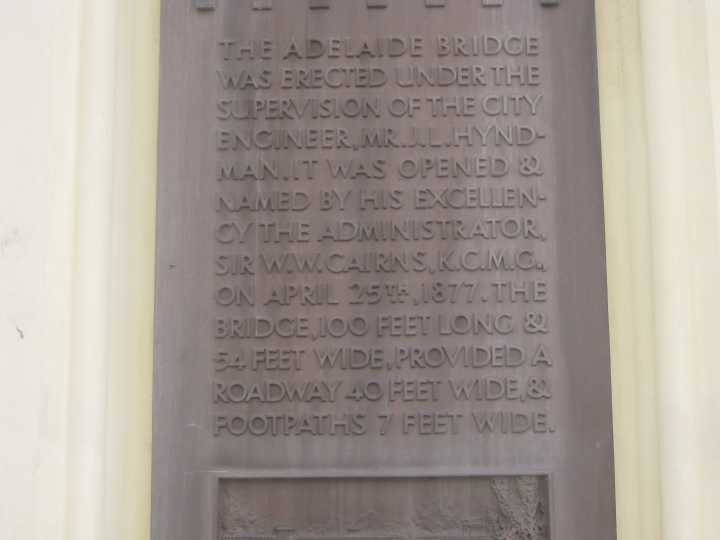 THE ADELAIDE BRIDGE
WAS ERECTED UNDER THE
SUPERVISION OF THE CITY
ENGINEER, MR. J. L. HYND-
MAN. IT WAS OPENED &
NAMED BY HIS EXCELLEN-
CY THE ADMINISTRATOR,
SIR W. W. CAIRNS, K.C.M.G.,
ON APRIL 25TH, 1877. THE
BRIDGE, 100 FEET LONG &
54 FEET WIDE, PROVIDED A
ROADWAY 40 FEET WIDE, &
FOOTPATHS 7 FEET WIDE.